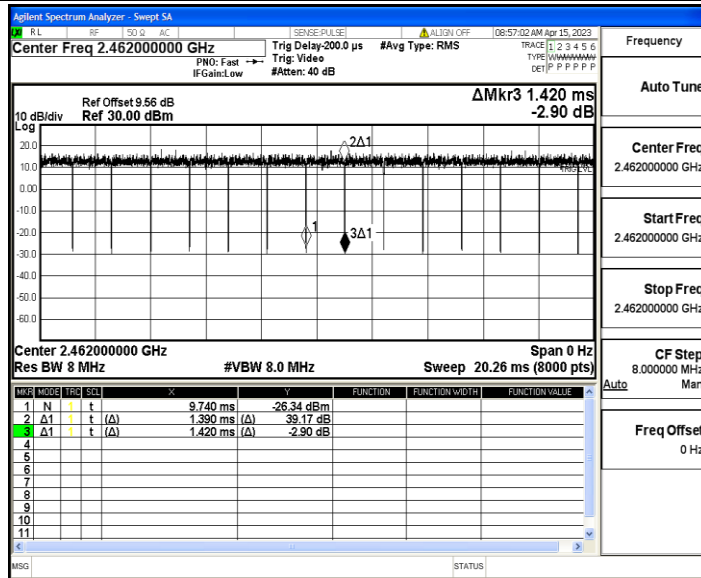 Agilent Spectrum Analyzer - Swept SA
RL RF 50 Ω AC SENSE:PULSE ALIGN OFF 08:57:02 AM Apr 15, 2023
Center Freq 2.462000000 GHz
PNO: Fast
IFGain:Low
Trig Delay-200.0 µs
Trig: Video
#Atten: 40 dB
#Avg Type: RMS
TRACE 1 2 3 4 5 6
TYPE WWWWWW
DET P P P P P P
Ref Offset 9.56 dB
10 dB/div Ref 30.00 dBm
ΔMkr3 1.420 ms
-2.90 dB
Log
20.0
10.0
0.00
-10.0
-20.0
-30.0
-40.0
-50.0
-60.0
2Δ1
TRIG LVL
1
3Δ1
Center 2.462000000 GHz Span 0 Hz
Res BW 8 MHz #VBW 8.0 MHz Sweep 20.26 ms (8000 pts)
MKR MODE TRC SCL X Y FUNCTION FUNCTION WIDTH FUNCTION VALUE
1 N 1 t 9.740 ms -26.34 dBm
2 Δ1 1 t (Δ) 1.390 ms (Δ) 39.17 dB
3 Δ1 1 t (Δ) 1.420 ms (Δ) -2.90 dB
4
5
6
7
8
9
10
11
MSG STATUS
Frequency
Auto Tune
Center Freq
2.462000000 GHz
Start Freq
2.462000000 GHz
Stop Freq
2.462000000 GHz
CF Step
8.000000 MHz
Auto Man
Freq Offset
0 Hz